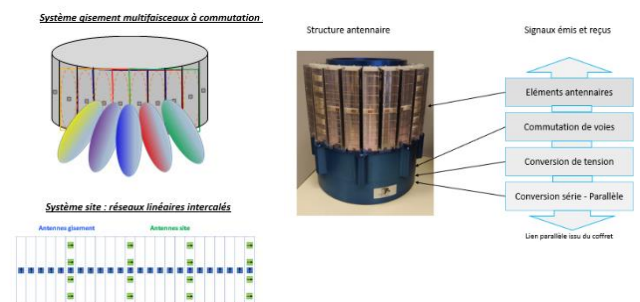 Système gisement multifaisceaux à commutation
Système site : réseaux linéaires intercalés
Antennes gisement Antennes site
Structure antennaire
Signaux émis et reçus
Eléments antennaires
Commutation de voies
Conversion de tension
Conversion série - Parallèle
Lien parallèle issu du coffret